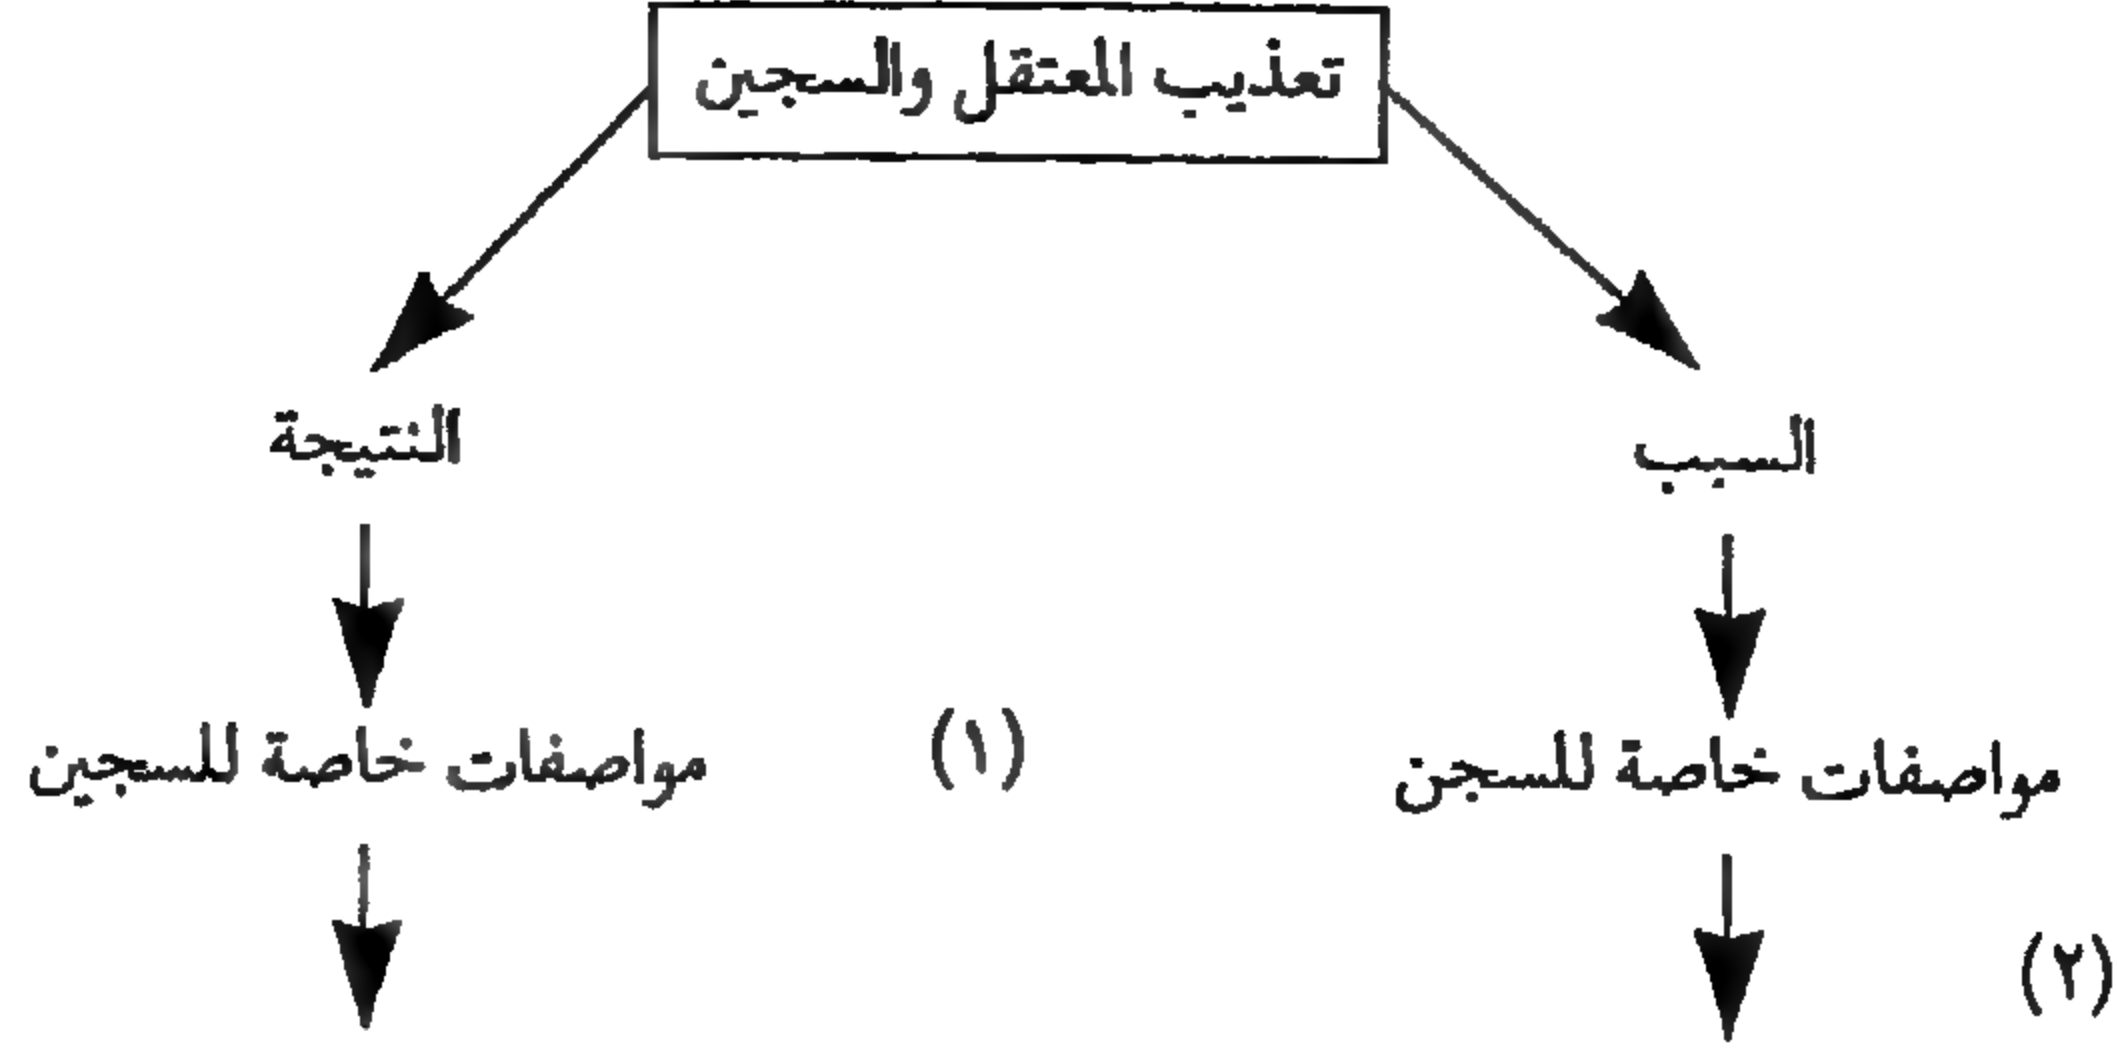 تعذيب المعتقل والسجين
السبب
النتيجة
مواصفات خاصة للسجن
(١)
مواصفات خاصة للسجين
(٢)